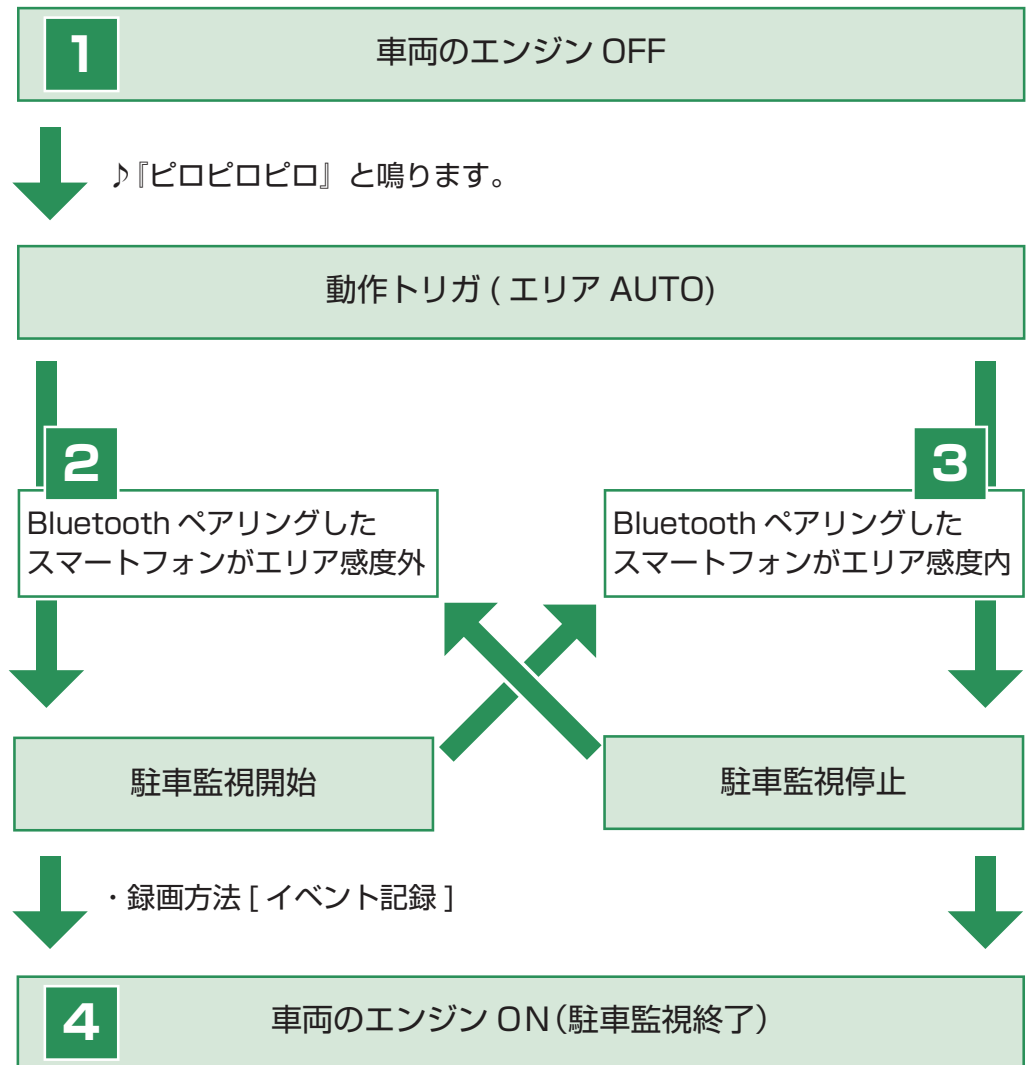 1
車両のエンジン OFF
♪『ピロピロピロ』と鳴ります。
動作トリガ ( エリア AUTO)
2
Bluetooth ペアリングした
スマートフォンがエリア感度外
3
Bluetooth ペアリングした
スマートフォンがエリア感度内
駐車監視開始
駐車監視停止
・録画方法 [ イベント記録 ]
4
車両のエンジン ON(駐車監視終了)